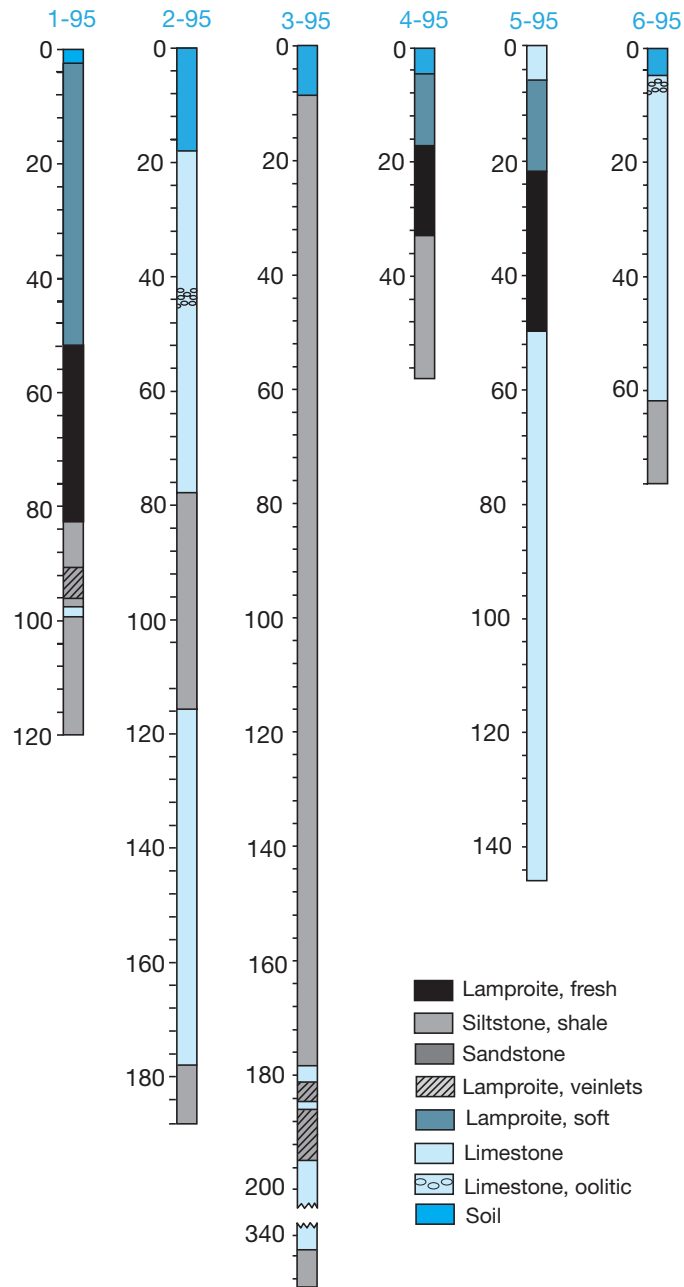 1-95 2-95 3-95 4-95 5-95 6-95
0 0 0 0 0 0
20 20 20 20 20 20
40 40 40 40 40 40
60 60 60 60 60
80 80 80 80
100 100 100 100
120 120 120 120
140 140 140
160 160
180 180
200
340
Lamproite, fresh
Siltstone, shale
Sandstone
Lamproite, veinlets
Lamproite, soft
Limestone
Limestone, oolitic
Soil